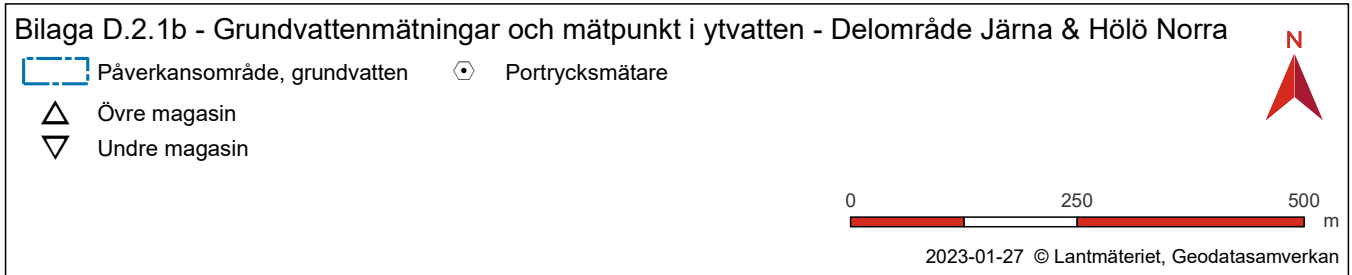 Bilaga D.2.1b - Grundvattenmätningar och mätpunkt i ytvatten - Delområde Järna & Hölö Norra
N
Påverkansområde, grundvatten
Portrycksmätare
Övre magasin
Undre magasin
0 250 500
m
2023-01-27 © Lantmäteriet, Geodatasamverkan